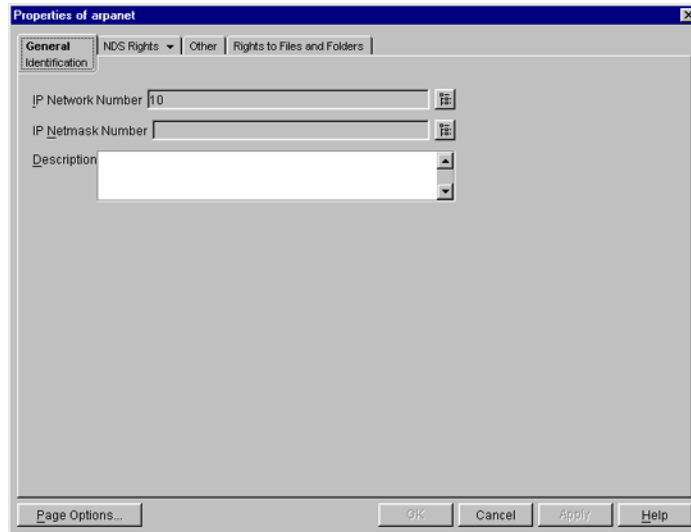 Properties of arpanet
General NDS Rights Other Rights to Files and Folders
Identification
IP Network Number 10
IP Netmask Number
Description
Page Options... OK Cancel Apply Help